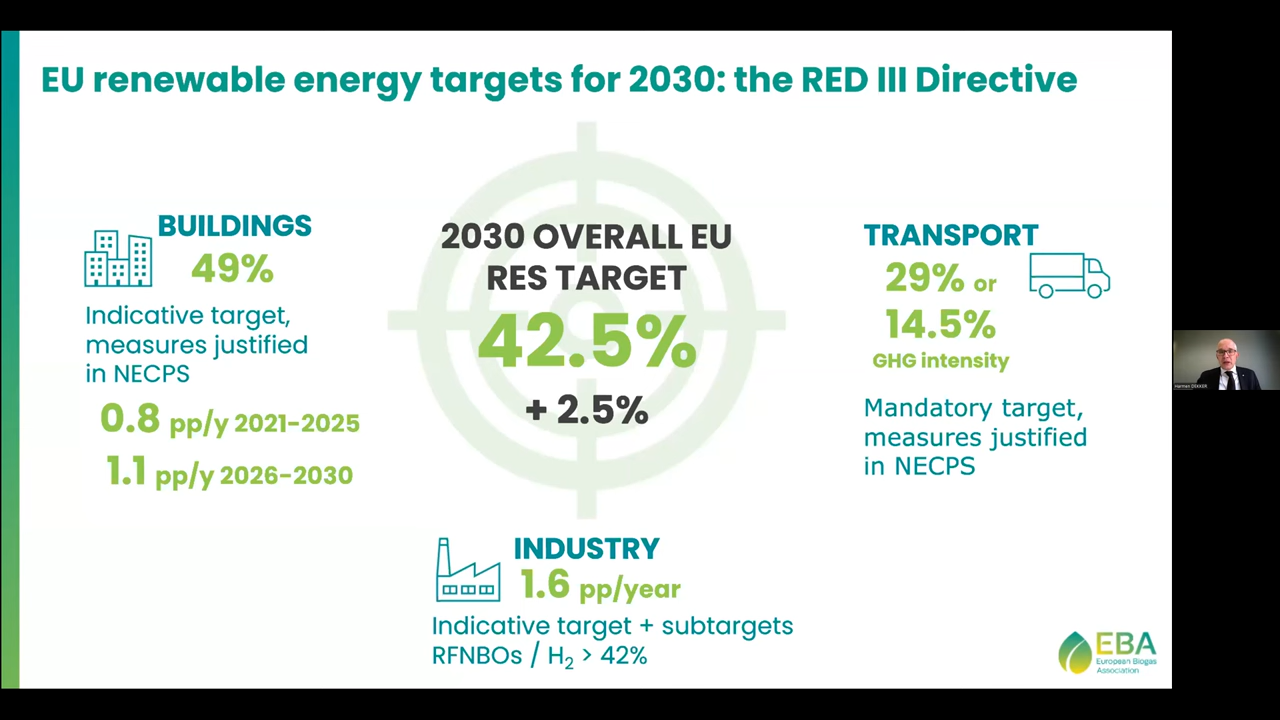 EU renewable energy targets for 2030: the RED III Directive
BUILDINGS
49%
Indicative target,
measures justified
in NECPS
0.8 pp/y 2021-2025
1.1 pp/y 2026-2030
2030 OVERALL EU
RES TARGET
42.5%
+ 2.5%
TRANSPORT
29% or
14.5%
GHG intensity
Mandatory target,
measures justified
in NECPS
INDUSTRY
1.6 pp/year
Indicative target + subtargets
RFNBOs / H₂ > 42%
EBA
European Biogas
Association
Harmen DEKKER